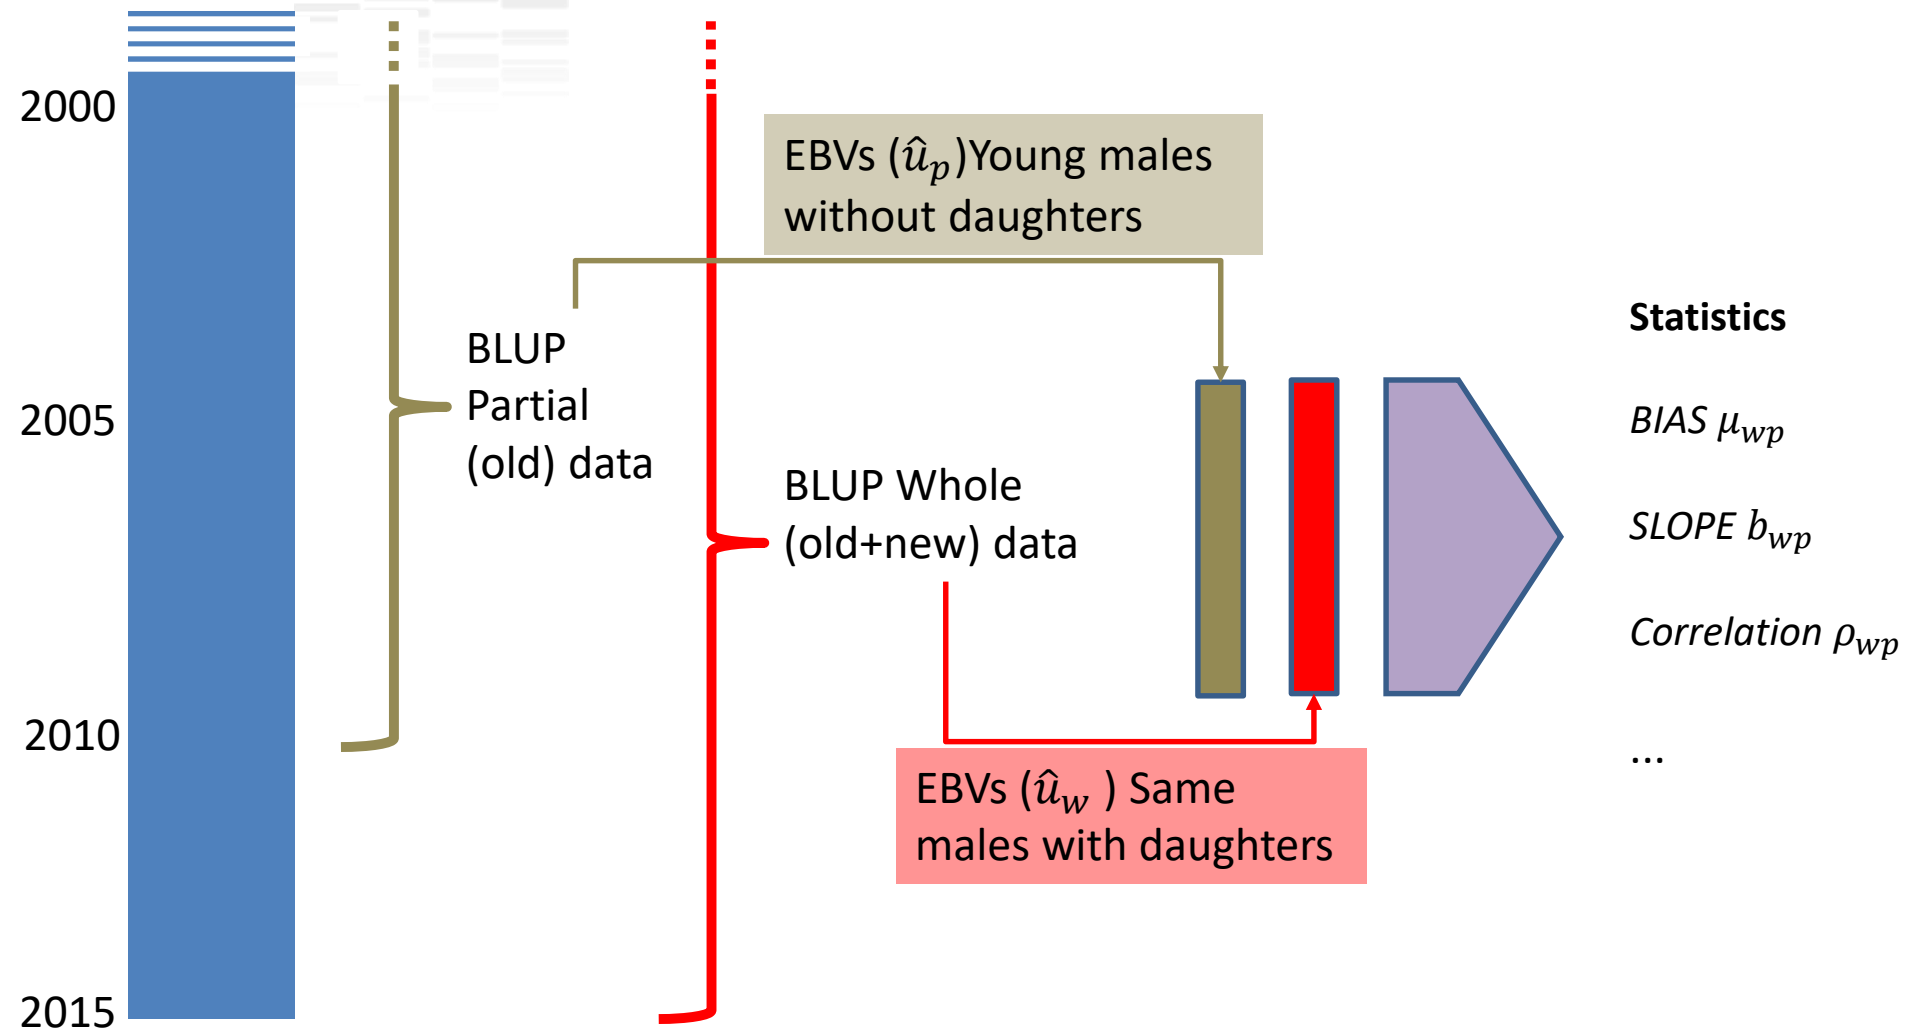 2000
2005
2010
2015
BLUP
Partial
(old) data
EBVs (û_p)Young males
without daughters
BLUP Whole
(old+new) data
EBVs (û_w ) Same
males with daughters
Statistics
BIAS μ_wp
SLOPE b_wp
Correlation ρ_wp
...